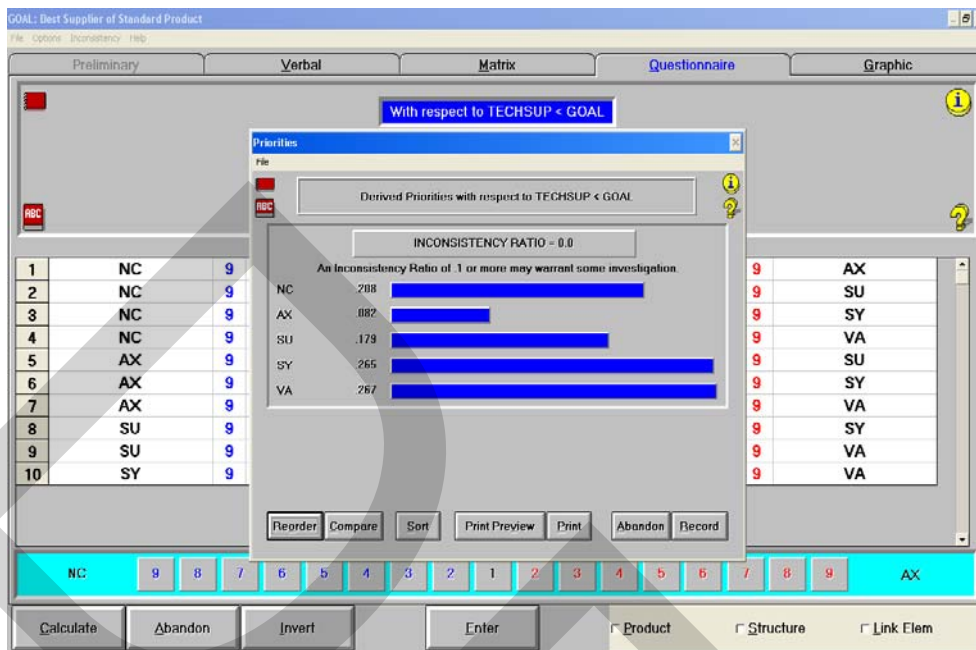 GOAL: Best Supplier of Standard Product
File Options Inconsistency Help
Preliminary Verbal Matrix Questionnaire Graphic
With respect to TECHSUP < GOAL
Priorities
File
ABC
ABC
Derived Priorities with respect to TECHSUP < GOAL
INCONSISTENCY RATIO = 0.0
An Inconsistency Ratio of .1 or more may warrant some investigation.
NC .208
AX .082
SU .179
SY .265
VA .267
1 NC 9 9 AX
2 NC 9 9 SU
3 NC 9 9 SY
4 NC 9 9 VA
5 AX 9 9 SU
6 AX 9 9 SY
7 AX 9 9 VA
8 SU 9 9 SY
9 SU 9 9 VA
10 SY 9 9 VA
Reorder Compare Sort Print Preview Print Abandon Record
NC 9 8 7 6 5 4 3 2 1 2 3 4 5 6 7 8 9 AX
Calculate Abandon Invert Enter Product Structure Link Elem